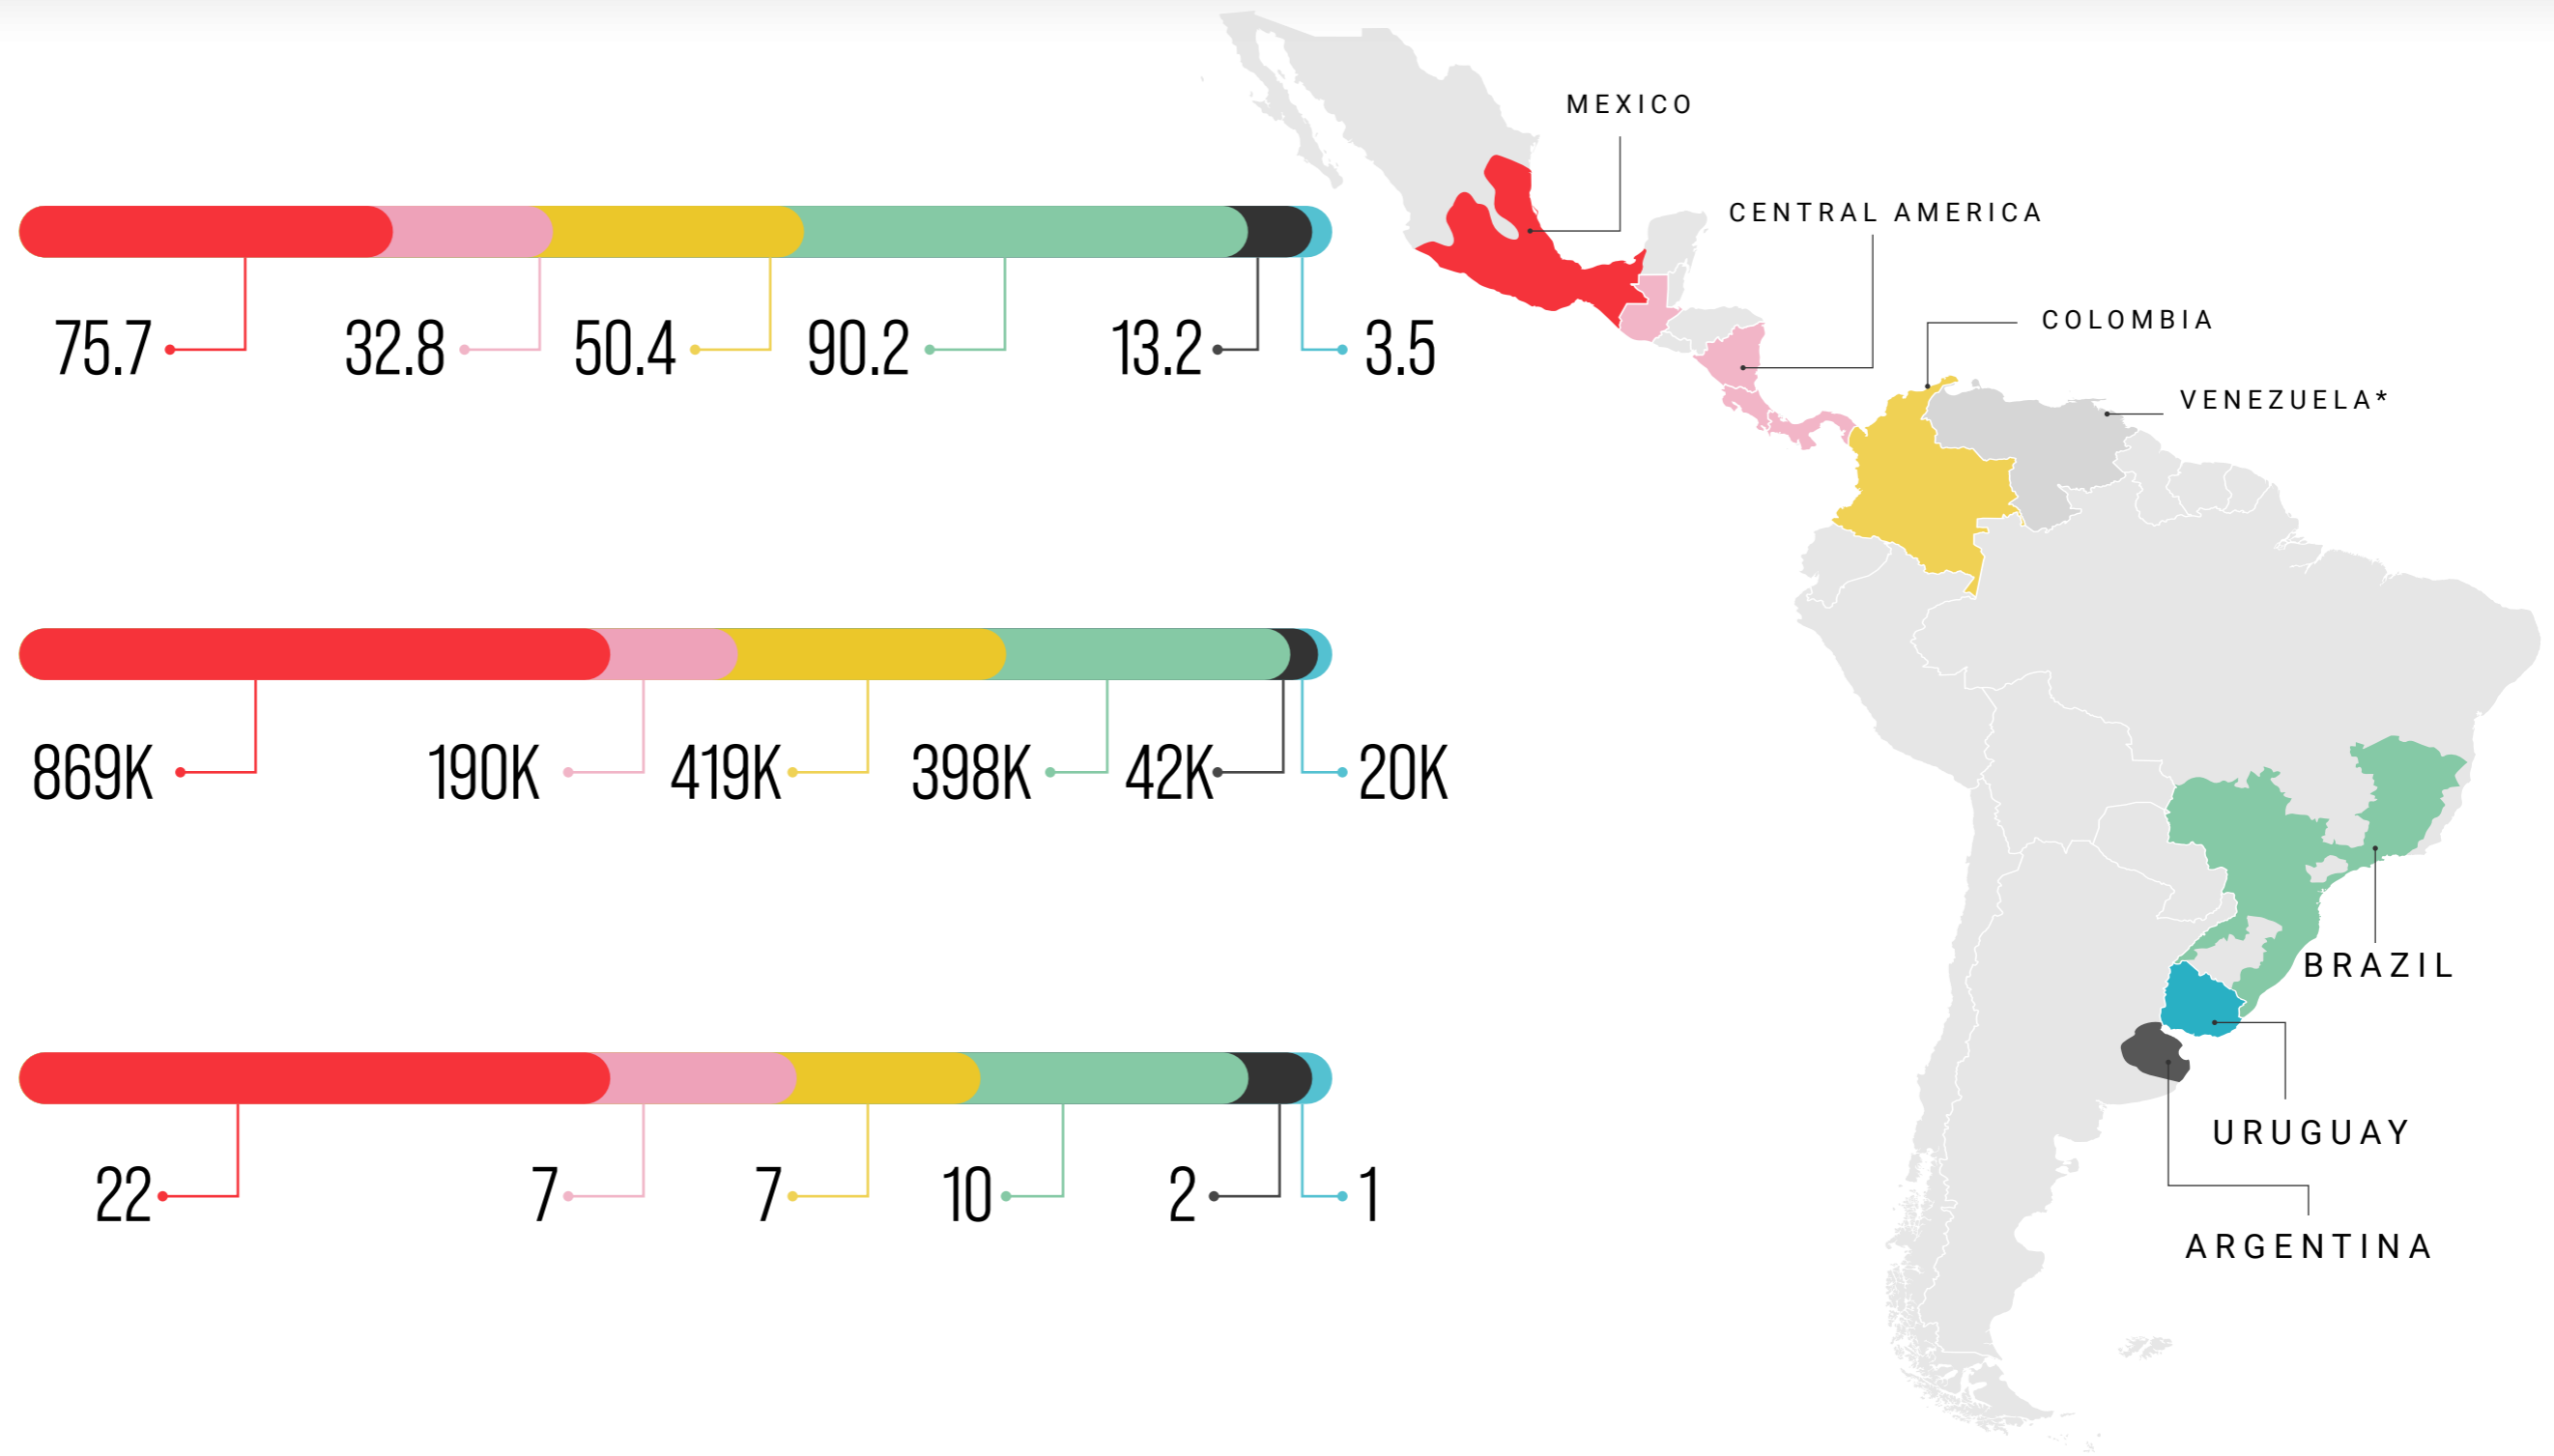 75.7
32.8
50.4
90.2
13.2
3.5
869K
190K
419K
398K
42K
20K
22
7
7
10
2
1
MEXICO
CENTRAL AMERICA
COLOMBIA
VENEZUELA*
BRAZIL
URUGUAY
ARGENTINA